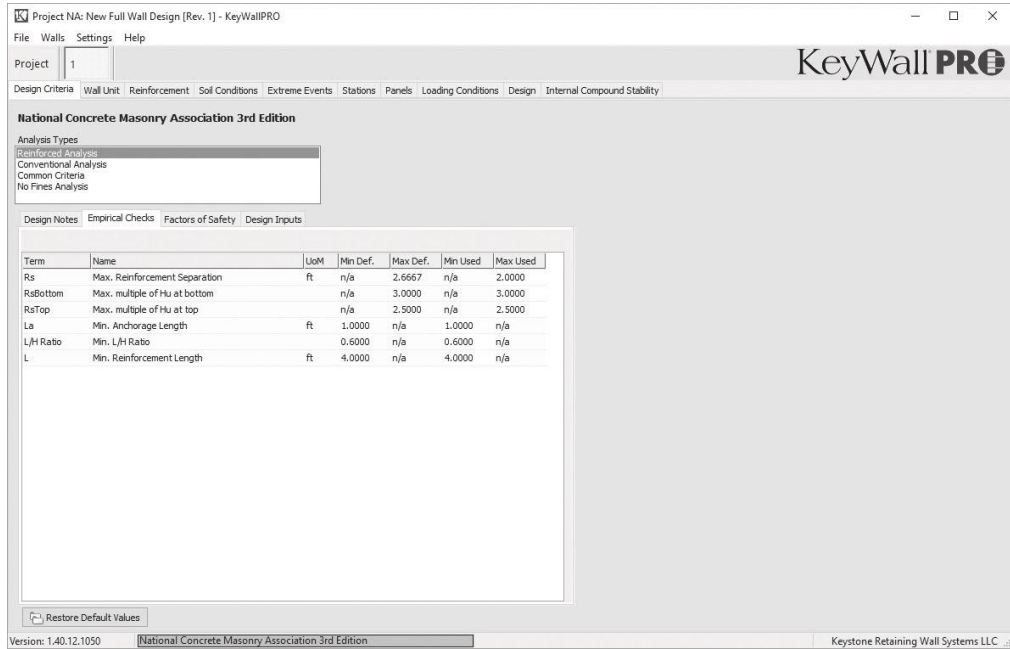 Project NA: New Full Wall Design [Rev. 1] - KeyWallPRO
File Walls Settings Help
Project 1
KeyWall PRO
Design Criteria Wall Unit Reinforcement Soil Conditions Extreme Events Stations Panels Loading Conditions Design Internal Compound Stability
National Concrete Masonry Association 3rd Edition
Analysis Types
Reinforced Analysis
Conventional Analysis
Common Criteria
No Fines Analysis
Design Notes Empirical Checks Factors of Safety Design Inputs
Term Name UoM Min Def. Max Def. Min Used Max Used
Rs Max. Reinforcement Separation ft n/a 2.6667 n/a 2.0000
RsBottom Max. multiple of Hu at bottom n/a 3.0000 n/a 3.0000
RsTop Max. multiple of Hu at top n/a 2.5000 n/a 2.5000
La Min. Anchorage Length ft 1.0000 n/a 1.0000 n/a
L/H Ratio Min. L/H Ratio 0.6000 n/a 0.6000 n/a
L Min. Reinforcement Length ft 4.0000 n/a 4.0000 n/a
Restore Default Values
Version: 1.40.12.1050 National Concrete Masonry Association 3rd Edition Keystone Retaining Wall Systems LLC